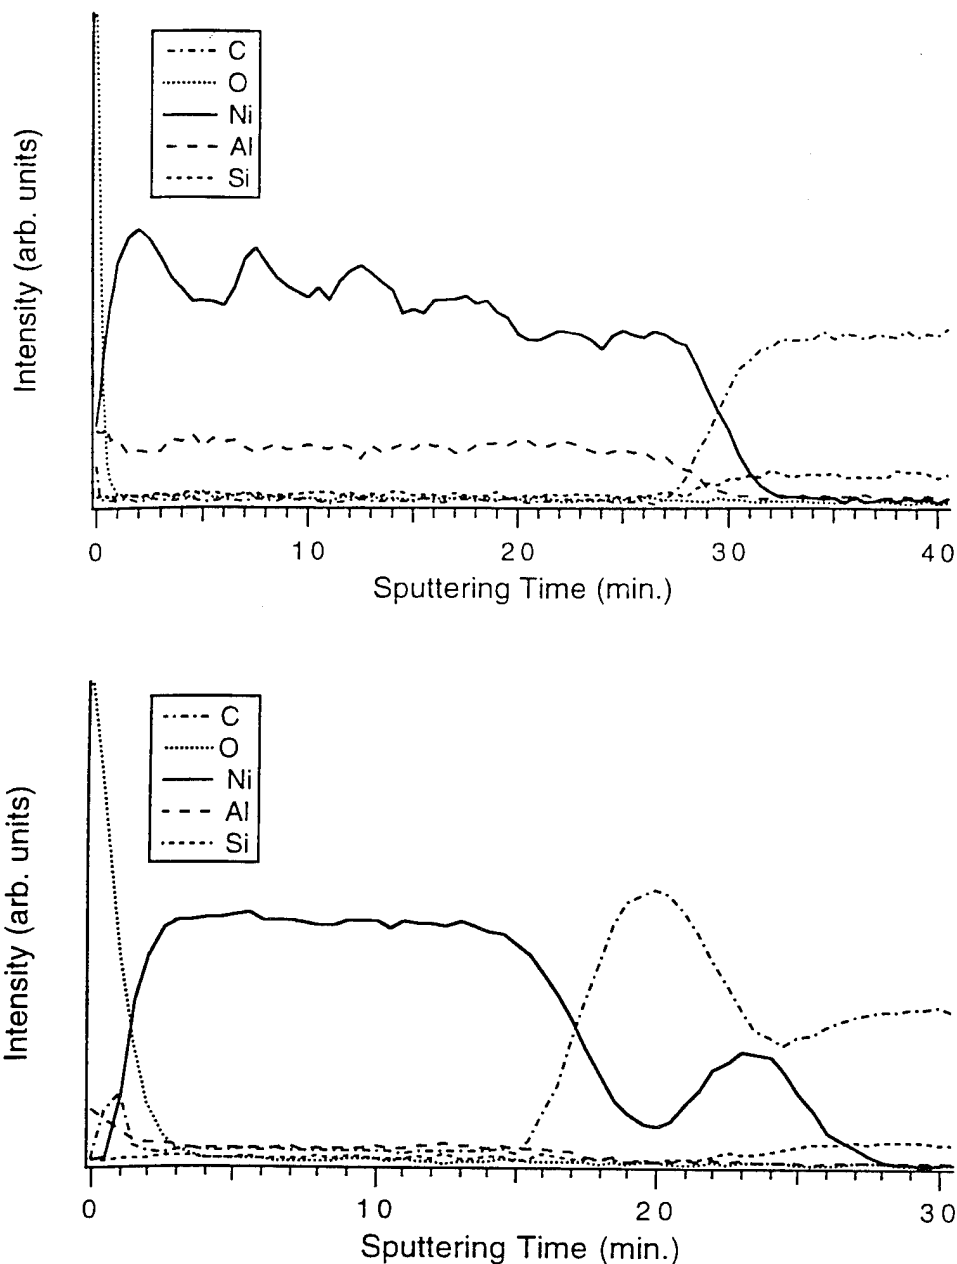 C
O
Ni
Al
Si
Intensity (arb. units)
0 10 20 30 40
Sputtering Time (min.)
C
O
Ni
Al
Si
Intensity (arb. units)
0 10 20 30
Sputtering Time (min.)